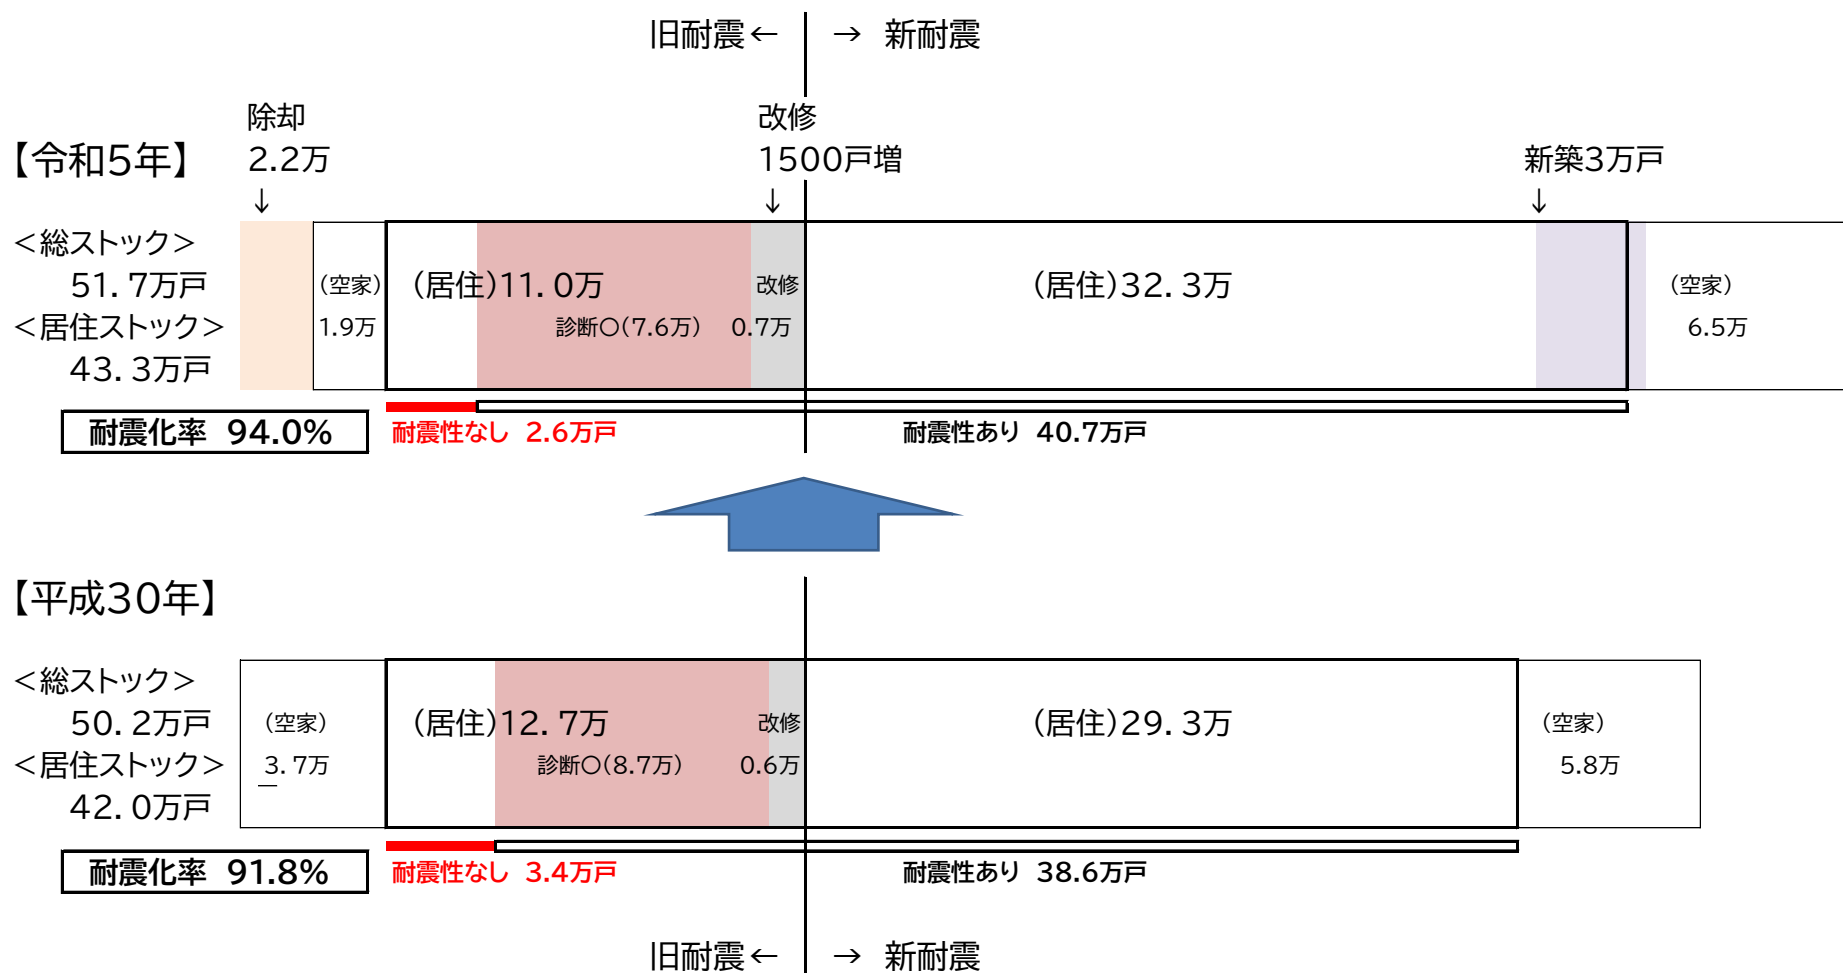 旧耐震← → 新耐震
除却
2.2万
↓
改修
1500戸増
↓
新築3万戸
↓
【令和5年】
<総ストック>
51.7万戸
<居住ストック>
43.3万戸
(空家)
1.9万
(居住)11.0万
診断○(7.6万)
改修
0.7万
(居住)32.3万
(空家)
6.5万
耐震化率 94.0%
耐震性なし 2.6万戸
耐震性あり 40.7万戸
【平成30年】
<総ストック>
50.2万戸
<居住ストック>
42.0万戸
(空家)
3.7万
(居住)12.7万
診断○(8.7万)
改修
0.6万
(居住)29.3万
(空家)
5.8万
耐震化率 91.8%
耐震性なし 3.4万戸
耐震性あり 38.6万戸
旧耐震← → 新耐震